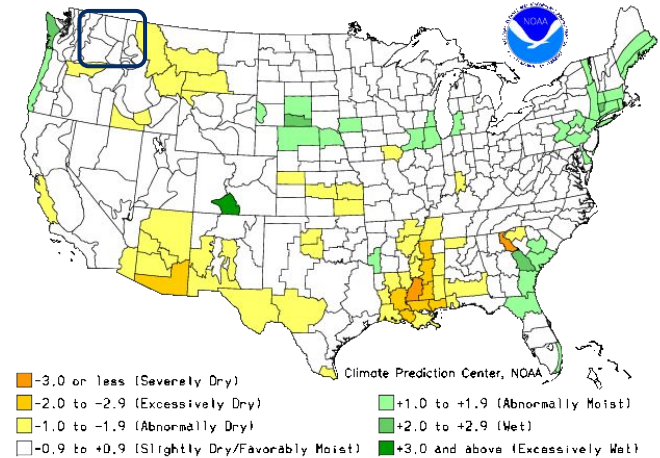 NOAA
Climate Prediction Center, NOAA
-3.0 or less (Severely Dry)
-2.0 to -2.9 (Excessively Dry)
-1.0 to -1.9 (Abnormally Dry)
-0.9 to +0.9 (Slightly Dry/Favorably Moist)
+1.0 to +1.9 (Abnormally Moist)
+2.0 to +2.9 (Wet)
+3.0 and above (Excessively Wet)